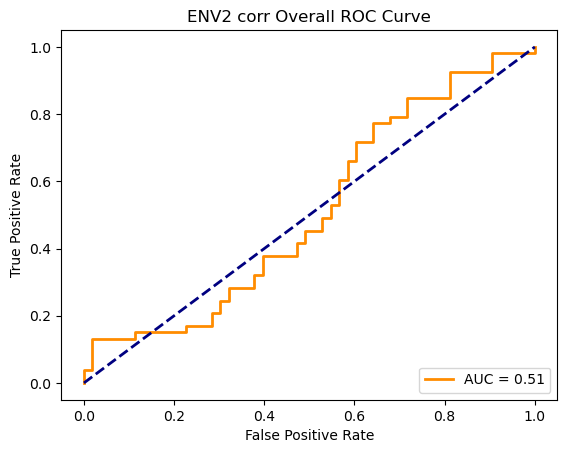 ENV2 corr Overall ROC Curve
True Positive Rate
1.0
0.8
0.6
0.4
0.2
0.0
0.0 0.2 0.4 0.6 0.8 1.0
False Positive Rate
AUC = 0.51